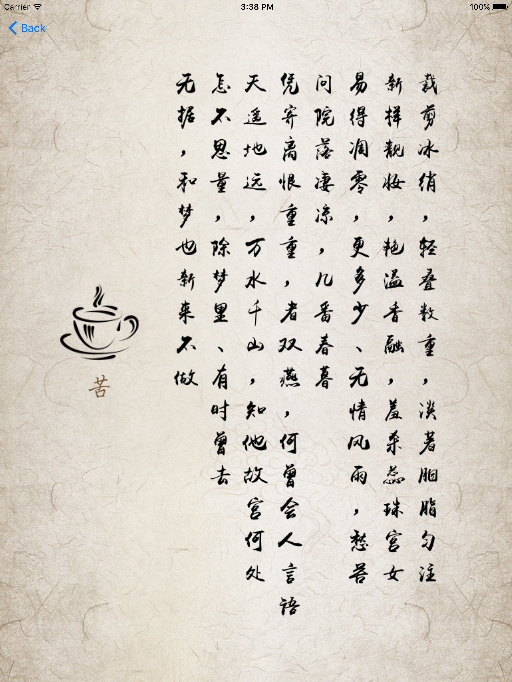 Carrier 3:38 PM 100%
Back
裁剪冰绡，轻叠数重，淡著胭脂匀注
新样靓妆，艳溢香融，羞杀蕊珠宫女
易得凋零，更多少、无情风雨，愁苦
问院落凄凉，几番春暮
凭寄离恨重重，者双燕，何曾会人言语
天遥地远，万水千山，知他故宫何处
怎不思量，除梦里、有时曾去
无据，和梦也新来不做
苦